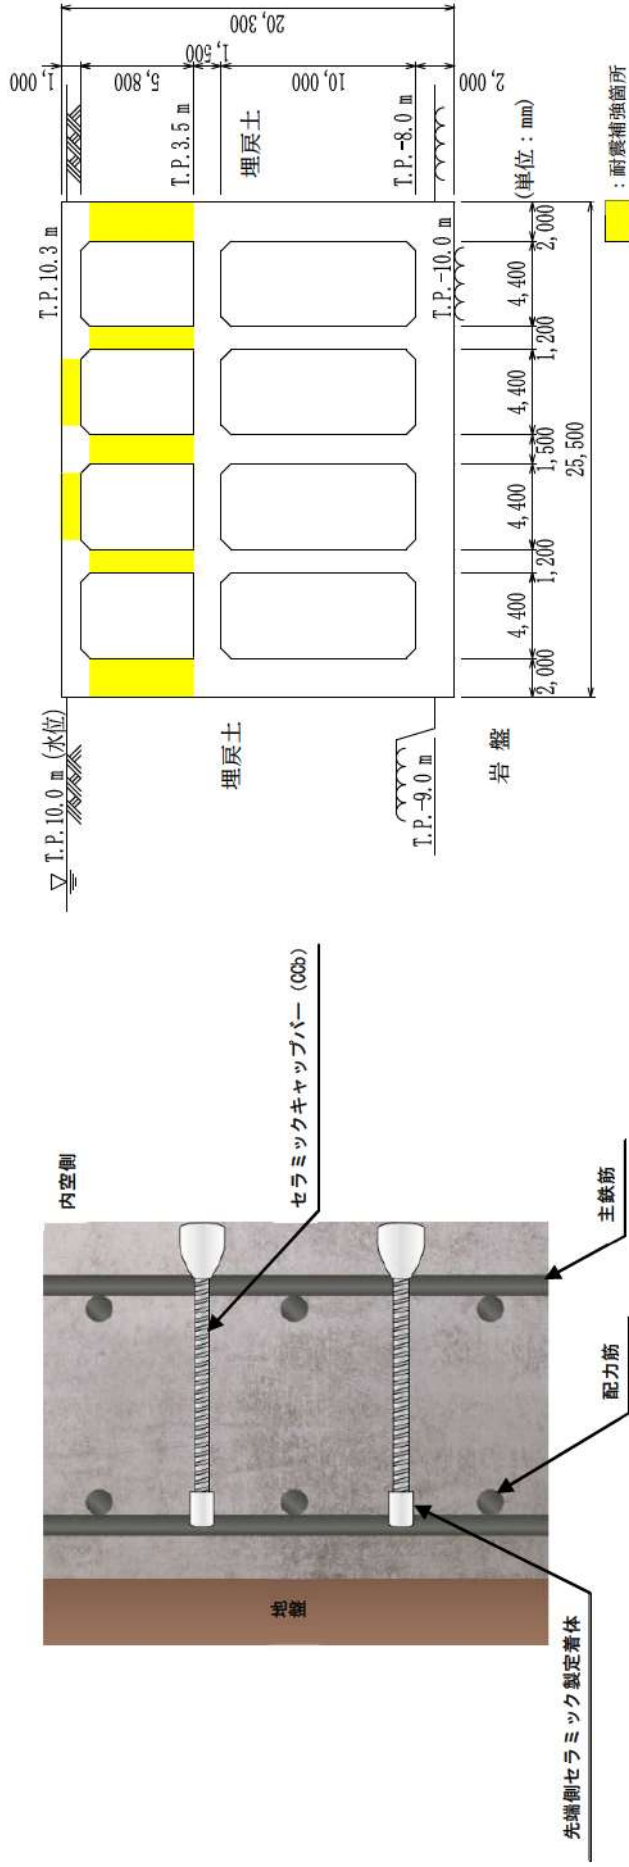 内空側
セラミックキャップバー (CCb)
地盤
先端側セラミック製定着体
配力筋
主鉄筋
T.P.10.0 m (水位)
T.P.10.3 m
1,000
5,800
1,500
10,000
2,000
20,300
T.P.3.5 m
埋戻土
埋戻土
T.P.-8.0 m
T.P.-9.0 m
T.P.-10.0 m
岩 盤
(単位：mm)
2,000
4,400
1,200
4,400
1,500
4,400
1,200
4,400
2,000
25,500
：耐震補強箇所